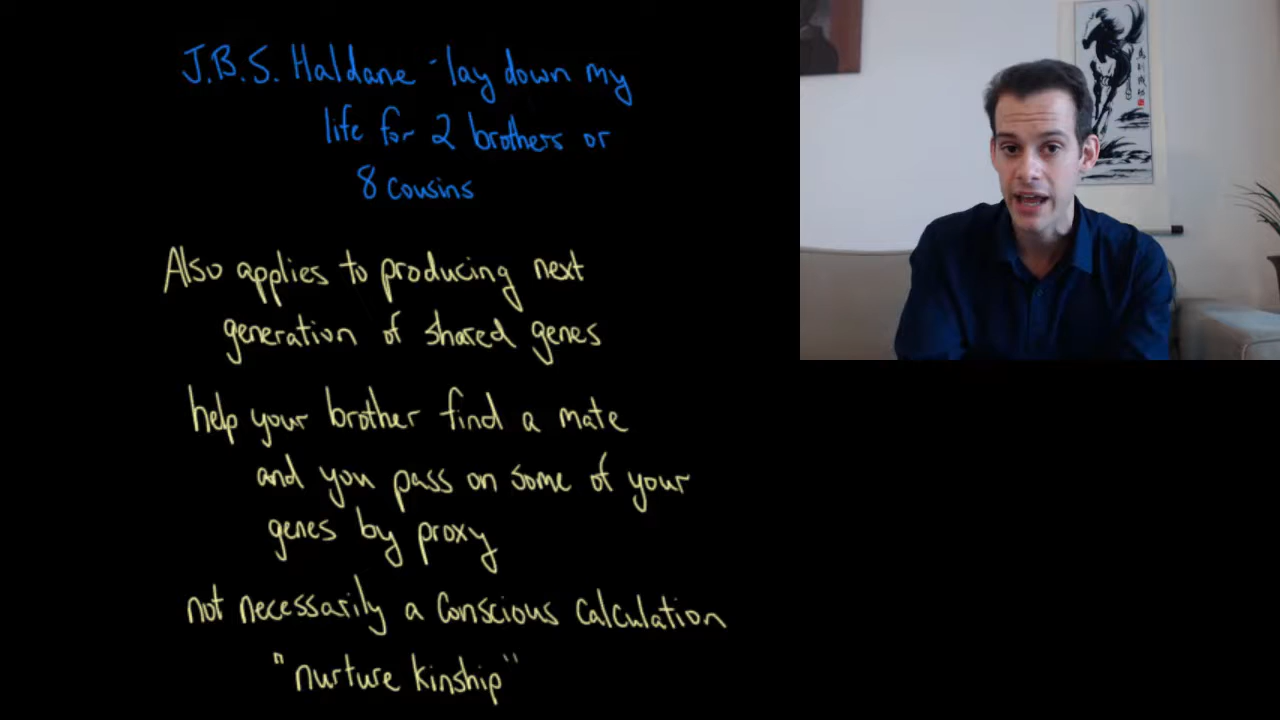 J.B.S. Haldane - lay down my
life for 2 brothers or
8 cousins
Also applies to producing next
generation of shared genes
help your brother find a mate
and you pass on some of your
genes by proxy
not necessarily a conscious calculation
"nurture kinship"